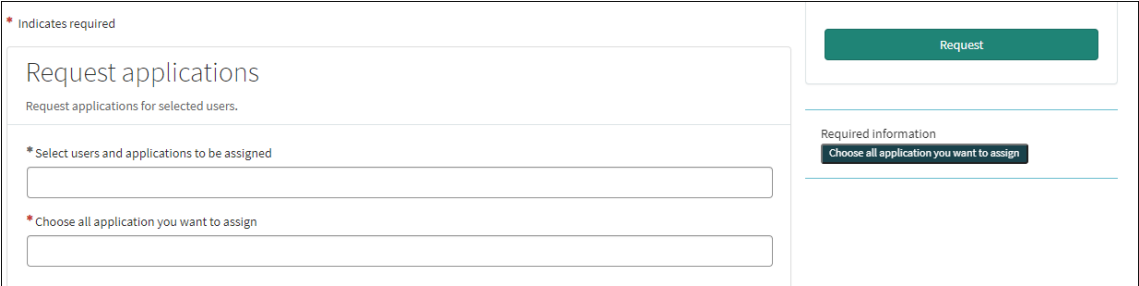 * Indicates required
Request applications
Request applications for selected users.
* Select users and applications to be assigned
* Choose all application you want to assign
Request
Required information
Choose all application you want to assign